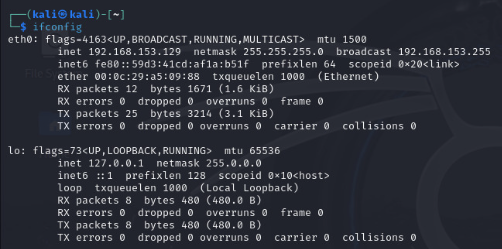 ┌──(kali㉿kali)-[~]
└─$ ifconfig
eth0: flags=4163<UP,BROADCAST,RUNNING,MULTICAST>  mtu 1500
        inet 192.168.153.129  netmask 255.255.255.0  broadcast 192.168.153.255
        inet6 fe80::59d3:41cd:af1a:b51f  prefixlen 64  scopeid 0×20<link>
        ether 00:0c:29:a5:09:88  txqueuelen 1000  (Ethernet)
        RX packets 12  bytes 1671 (1.6 KiB)
        RX errors 0  dropped 0  overruns 0  frame 0
        TX packets 25  bytes 3214 (3.1 KiB)
        TX errors 0  dropped 0 overruns 0  carrier 0  collisions 0

lo: flags=73<UP,LOOPBACK,RUNNING>  mtu 65536
        inet 127.0.0.1  netmask 255.0.0.0
        inet6 ::1  prefixlen 128  scopeid 0×10<host>
        loop  txqueuelen 1000  (Local Loopback)
        RX packets 8  bytes 480 (480.0 B)
        RX errors 0  dropped 0  overruns 0  frame 0
        TX packets 8  bytes 480 (480.0 B)
        TX errors 0  dropped 0 overruns 0  carrier 0  collisions 0